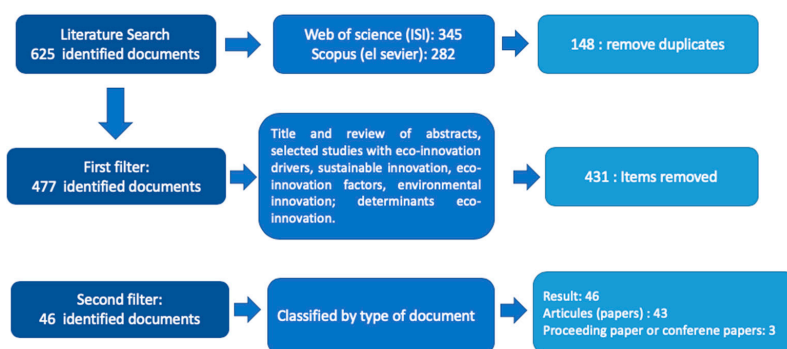 Literature Search
625 identified documents
Web of science (ISI): 345
Scopus (el sevier): 282
148 : remove duplicates
First filter:
477 identified documents
Title and review of abstracts,
selected studies with eco-innovation
drivers, sustainable innovation, eco-
innovation factors, environmental
innovation; determinants eco-
innovation.
431 : Items removed
Second filter:
46 identified documents
Classified by type of document
Result: 46
Articules (papers) : 43
Proceeding paper or conferene papers: 3